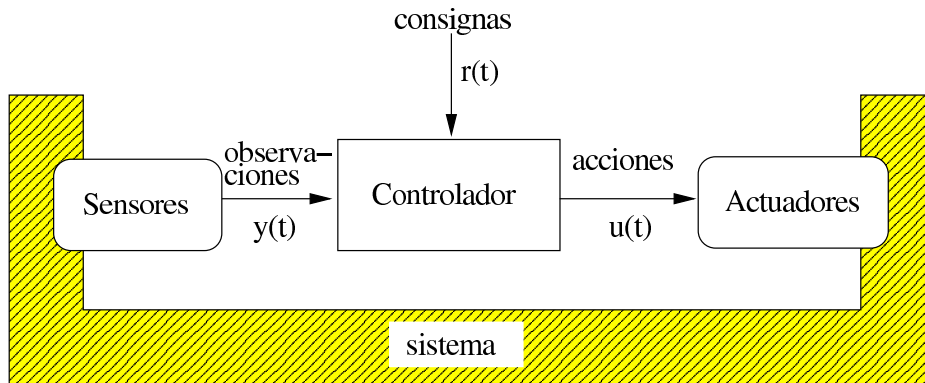 consignas
r(t)
observa–
ciones
y(t)
Sensores
Controlador
acciones
u(t)
Actuadores
sistema